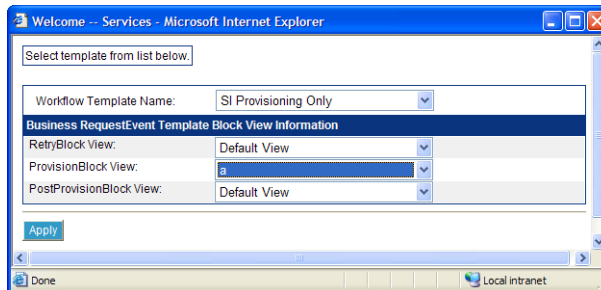 Welcome -- Services - Microsoft Internet Explorer
Select template from list below.
Workflow Template Name: SI Provisioning Only
Business RequestEvent Template Block View Information
RetryBlock View: Default View
ProvisionBlock View: a
PostProvisionBlock View: Default View
Apply
Done Local intranet